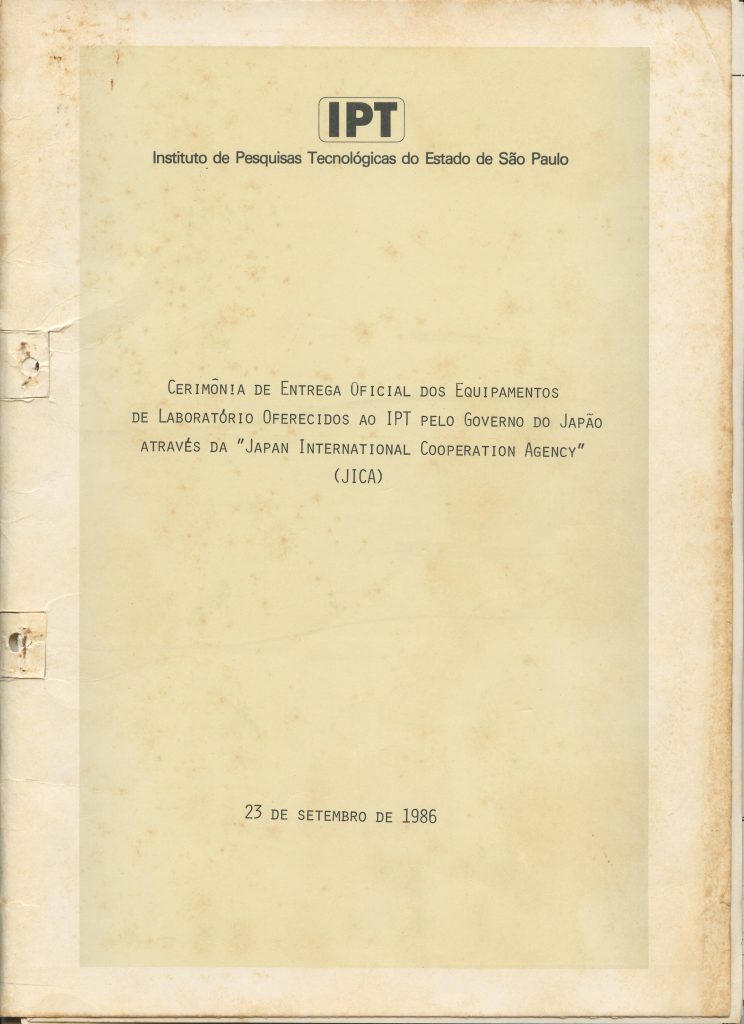 IPT
Instituto de Pesquisas Tecnológicas do Estado de São Paulo
CERIMÔNIA DE ENTREGA OFICIAL DOS EQUIPAMENTOS
DE LABORATÓRIO OFERECIDOS AO IPT PELO GOVERNO DO JAPÃO
ATRAVÉS DA "JAPAN INTERNATIONAL COOPERATION AGENCY"
(JICA)
23 DE SETEMBRO DE 1986